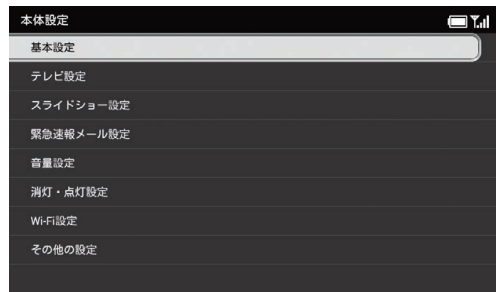 本体設定
基本設定
テレビ設定
スライドショー設定
緊急速報メール設定
音量設定
消灯・点灯設定
Wi-Fi設定
その他の設定